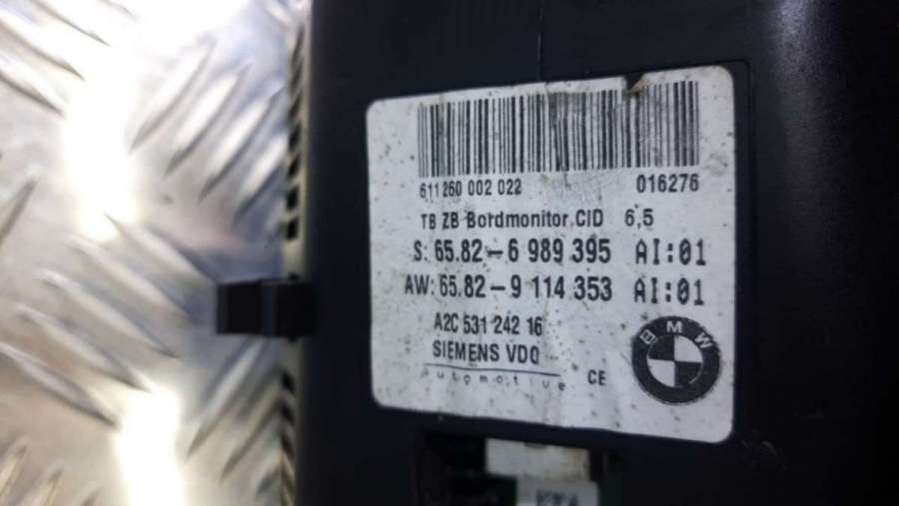 611 260 002 022 016276
TB ZB Bordmonitor CID 6,5
S: 65.82-6 989 395 AI:01
AW: 65.82-9 114 353 AI:01
A2C 531 242 16
SIEMENS VDO
automotive CE
BMW